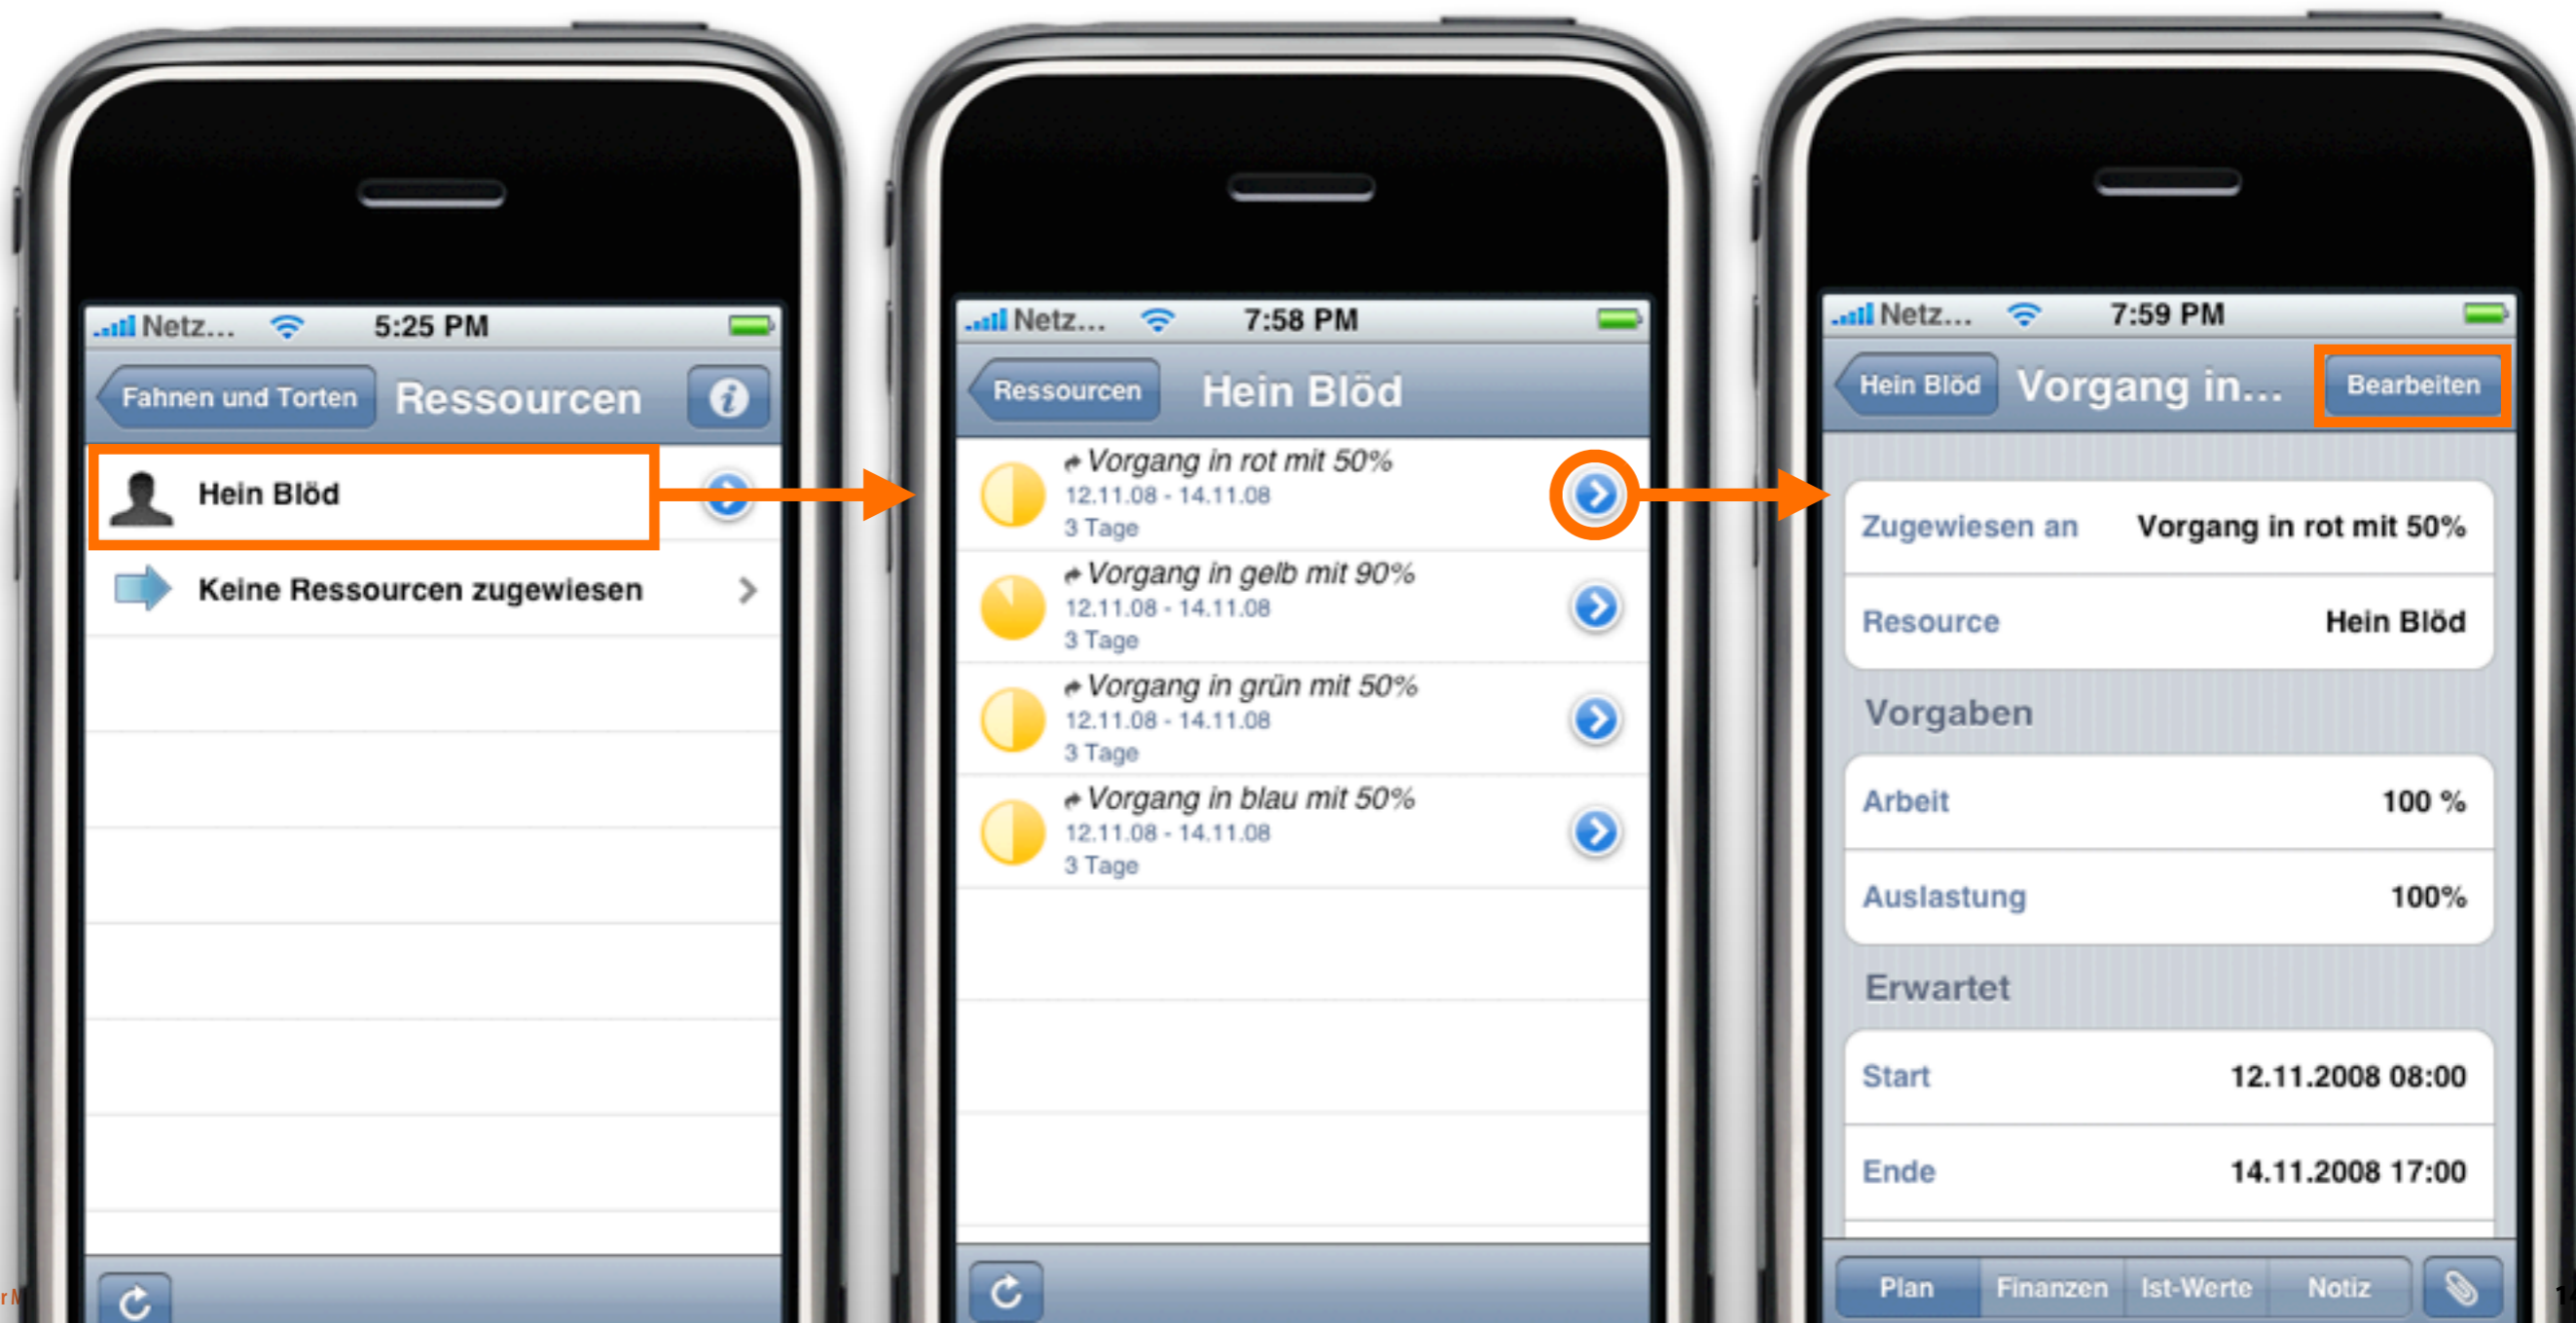 Netz... 5:25 PM
Fahnen und Torten Ressourcen
Hein Blöd
Keine Ressourcen zugewiesen
Netz... 7:58 PM
Ressourcen Hein Blöd
Vorgang in rot mit 50%
12.11.08 - 14.11.08
3 Tage
Vorgang in gelb mit 90%
12.11.08 - 14.11.08
3 Tage
Vorgang in grün mit 50%
12.11.08 - 14.11.08
3 Tage
Vorgang in blau mit 50%
12.11.08 - 14.11.08
3 Tage
Netz... 7:59 PM
Hein Blöd Vorgang in... Bearbeiten
Zugewiesen an Vorgang in rot mit 50%
Resource Hein Blöd
Vorgaben
Arbeit 100 %
Auslastung 100%
Erwartet
Start 12.11.2008 08:00
Ende 14.11.2008 17:00
Plan Finanzen Ist-Werte Notiz